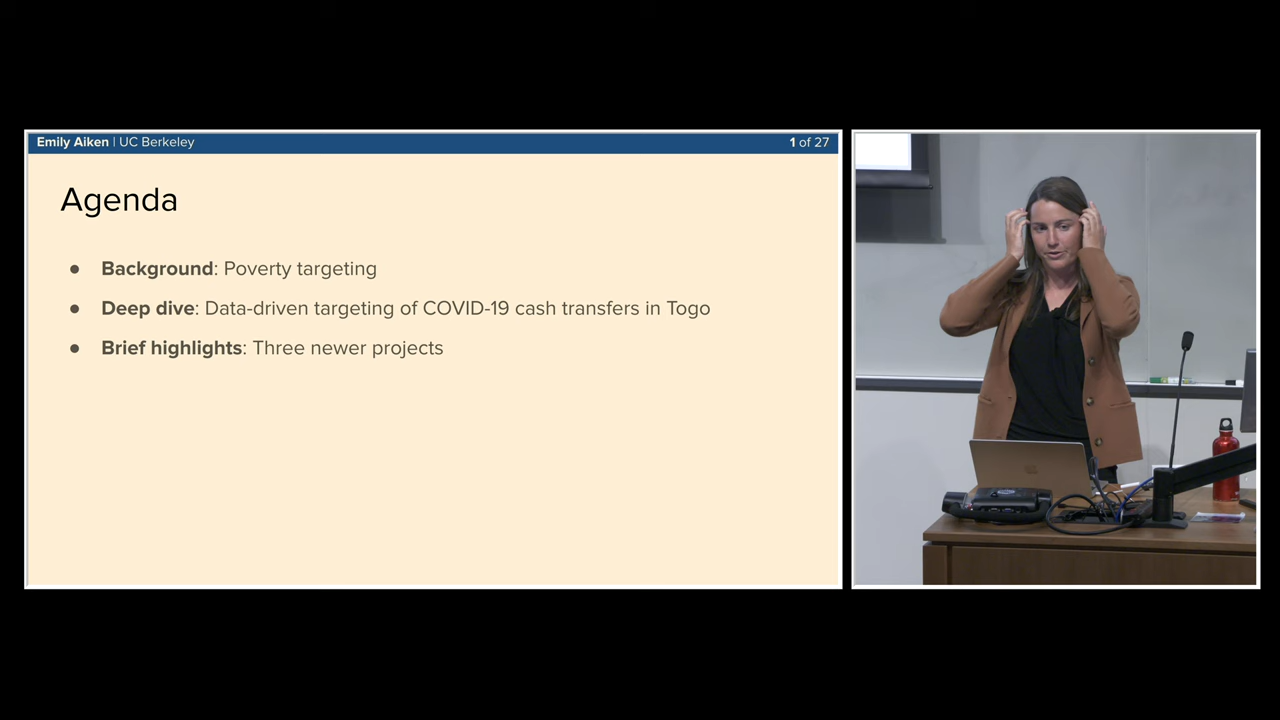 Emily Aiken | UC Berkeley
1 of 27
Agenda
● Background: Poverty targeting
● Deep dive: Data-driven targeting of COVID-19 cash transfers in Togo
● Brief highlights: Three newer projects